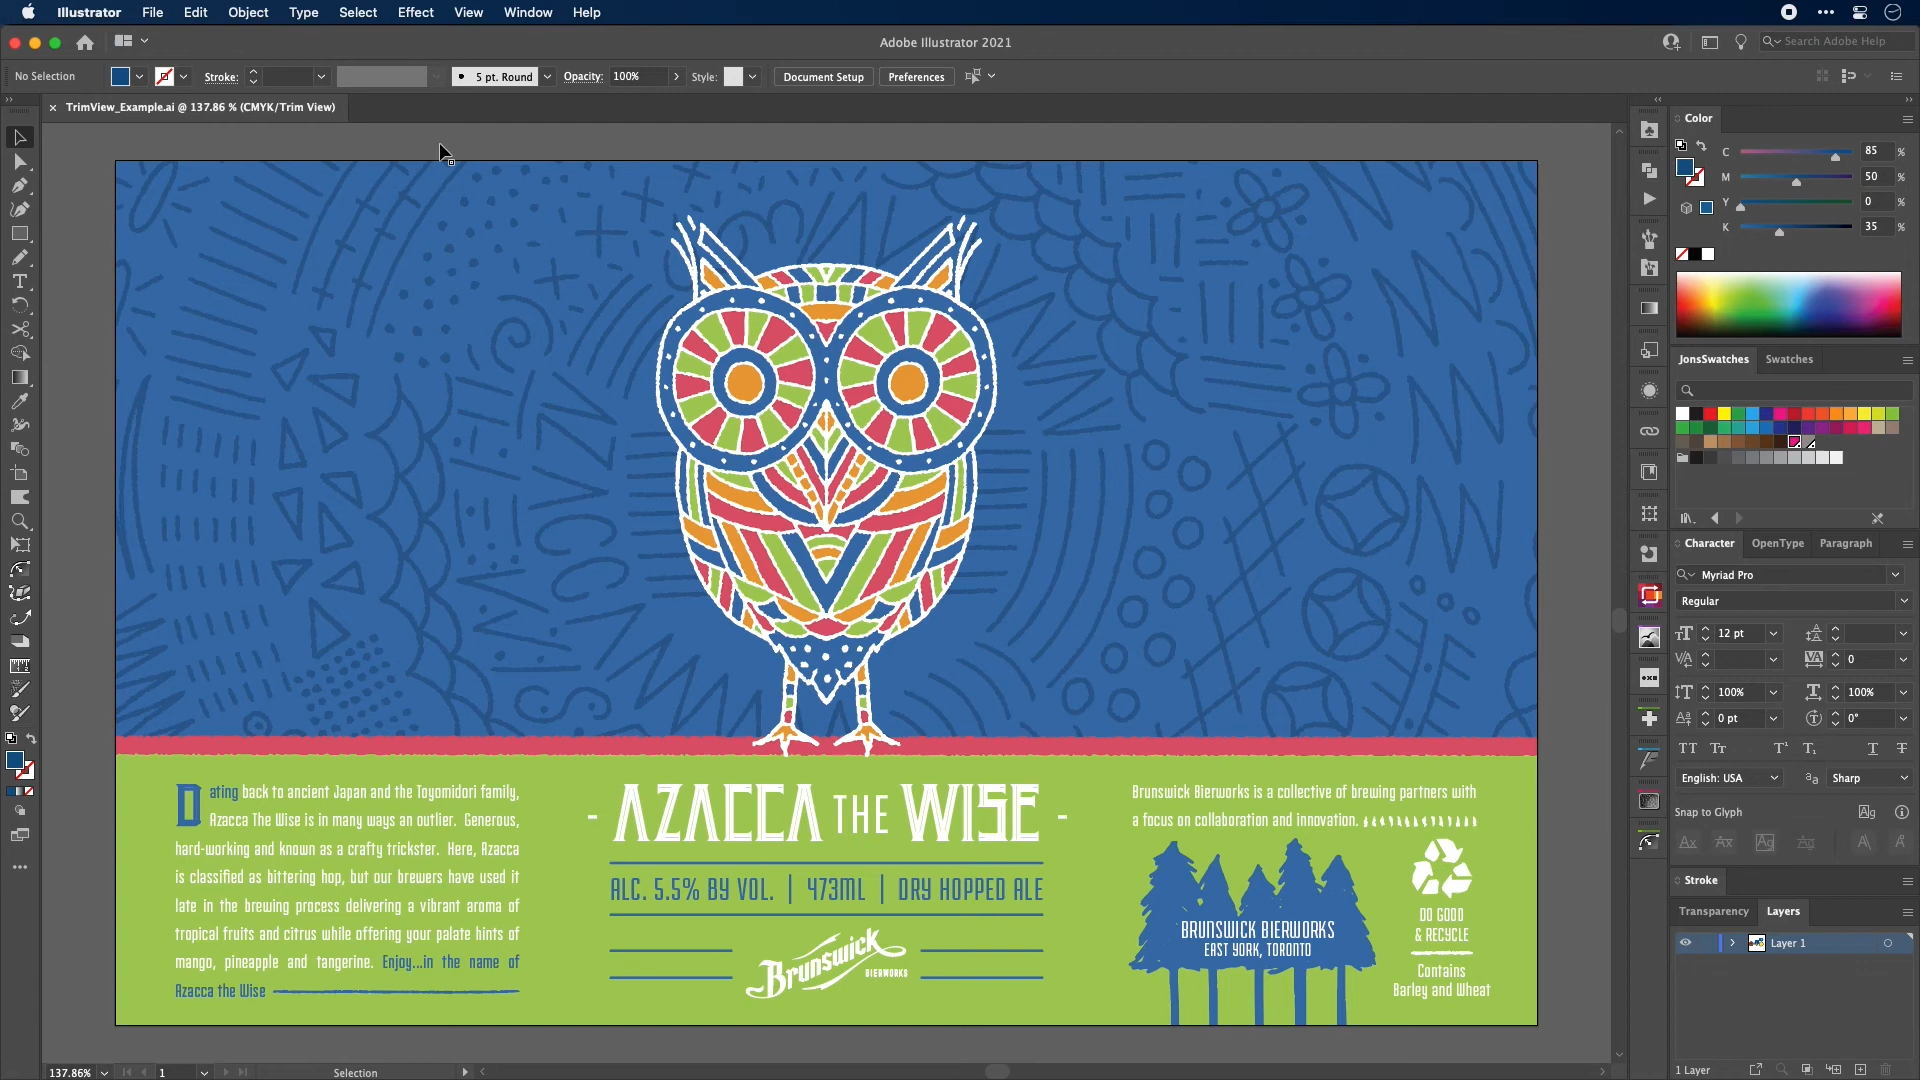 Illustrator File Edit Object Type Select Effect View Window Help
Adobe Illustrator 2021
Search Adobe Help
No Selection Stroke: 5 pt. Round Opacity: 100% Style: Document Setup Preferences
TrimView_Example.ai @ 137.86 % (CMYK/Trim View)
Color
C 85 %
M 50 %
Y 0 %
K 35 %
JonsSwatches Swatches
Character OpenType Paragraph
Myriad Pro
Regular
12 pt
0
100% 100%
0 pt 0°
English: USA Sharp
Snap to Glyph
Stroke
Transparency Layers
Layer 1
1 Layer
Dating back to ancient Japan and the Toyomidori family,
Azacca The Wise is in many ways an outlier. Generous,
hard-working and known as a crafty trickster. Here, Azacca
is classified as bittering hop, but our brewers have used it
late in the brewing process delivering a vibrant aroma of
tropical fruits and citrus while offering your palate hints of
mango, pineapple and tangerine. Enjoy...in the name of
Azacca the Wise
- AZACCA THE WISE -
ALC. 5.5% BY VOL. | 473ML | DRY HOPPED ALE
Brunswick
BIERWORKS
Brunswick Bierworks is a collective of brewing partners with
a focus on collaboration and innovation.
BRUNSWICK BIERWORKS
EAST YORK, TORONTO
DO GOOD
& RECYCLE
Contains
Barley and Wheat
137.86% 1 Selection